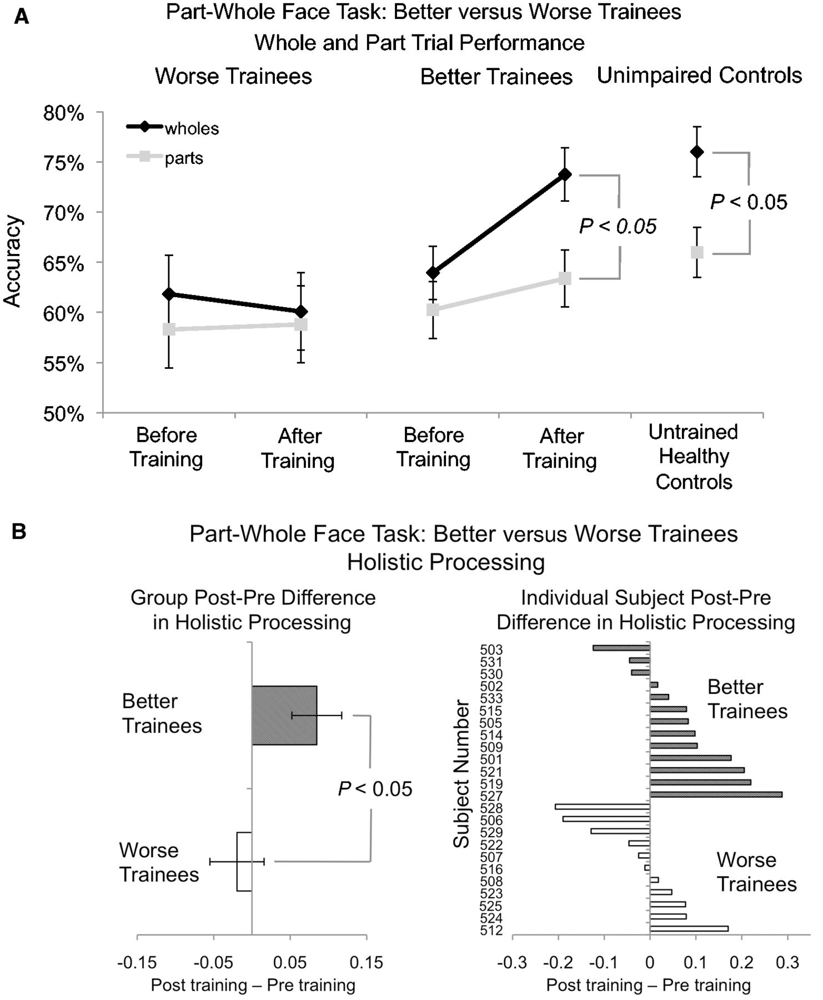 A
Part-Whole Face Task: Better versus Worse Trainees
Whole and Part Trial Performance
Worse Trainees
Better Trainees
Unimpaired Controls
80%
75%
70%
65%
60%
55%
50%
Accuracy
wholes
parts
P < 0.05
P < 0.05
Before
Training
After
Training
Before
Training
After
Training
Untrained
Healthy
Controls
B
Part-Whole Face Task: Better versus Worse Trainees
Holistic Processing
Group Post-Pre Difference
in Holistic Processing
Better
Trainees
P < 0.05
Worse
Trainees
-0.15
-0.05
0.05
0.15
Post training – Pre training
Individual Subject Post-Pre
Difference in Holistic Processing
Subject Number
503
531
530
502
533
515
505
514
509
501
521
519
527
528
506
529
522
507
516
508
523
525
524
512
Better
Trainees
Worse
Trainees
-0.3
-0.2
-0.1
0
0.1
0.2
0.3
Post training – Pre training